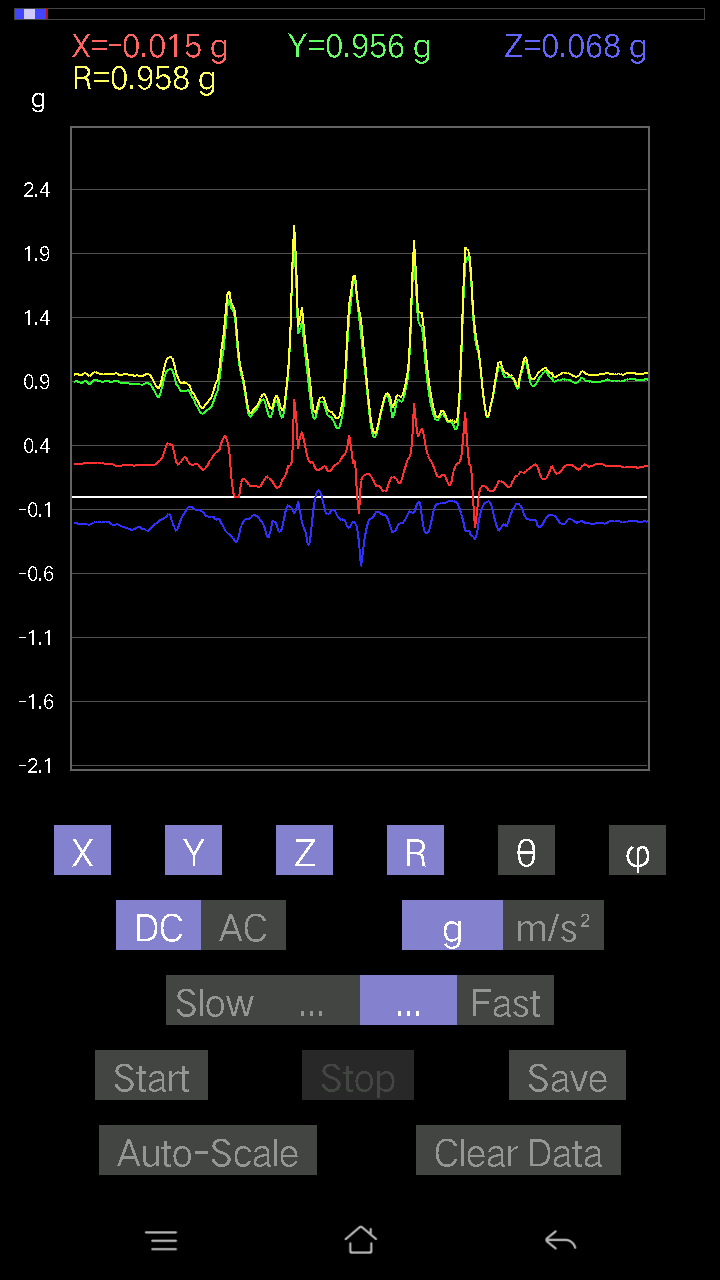 X=-0.015 g Y=0.956 g Z=0.068 g
R=0.958 g
g
2.4
1.9
1.4
0.9
0.4
-0.1
-0.6
-1.1
-1.6
-2.1
X Y Z R θ φ
DC AC g m/s²
Slow ... ... Fast
Start Stop Save
Auto-Scale Clear Data